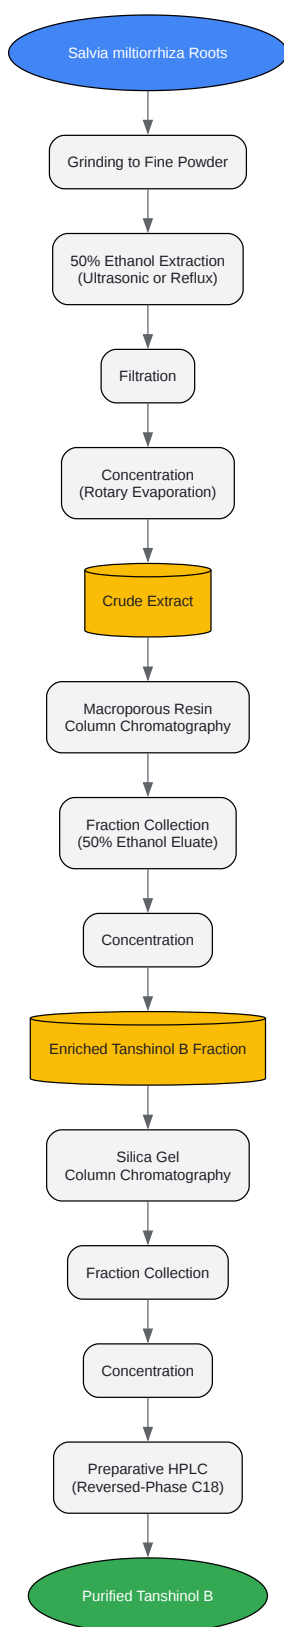 Salvia miltiorrhiza Roots
Grinding to Fine Powder
50% Ethanol Extraction
(Ultrasonic or Reflux)
Filtration
Concentration
(Rotary Evaporation)
Crude Extract
Macroporous Resin
Column Chromatography
Fraction Collection
(50% Ethanol Eluate)
Concentration
Enriched Tanshinol B Fraction
Silica Gel
Column Chromatography
Fraction Collection
Concentration
Preparative HPLC
(Reversed-Phase C18)
Purified Tanshinol B